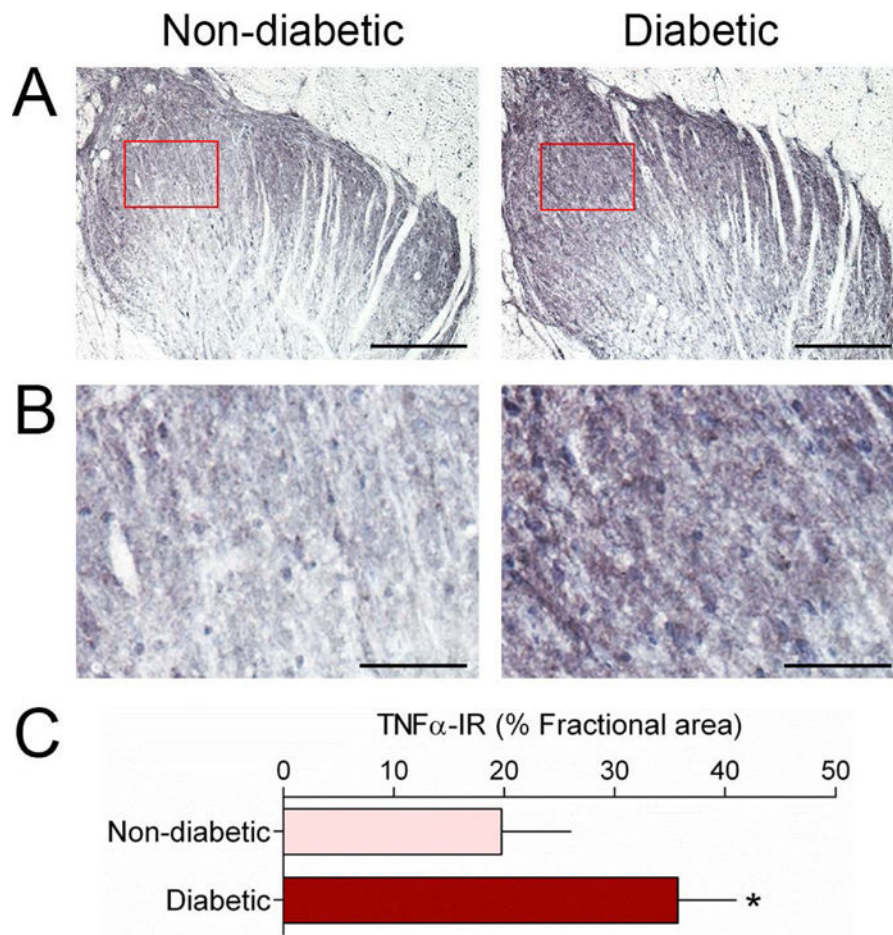 Non-diabetic Diabetic
A
B
C
TNFα-IR (% Fractional area)
0 10 20 30 40 50
Non-diabetic
Diabetic *